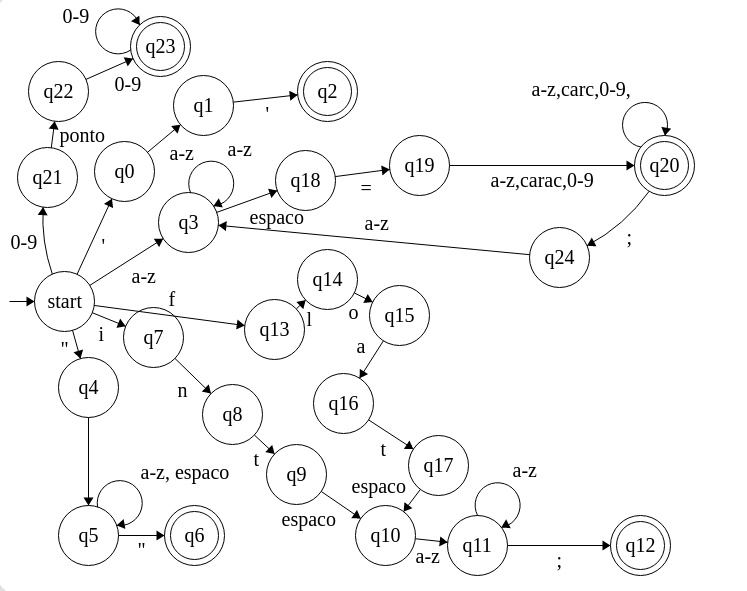 0-9
q23
q22
0-9
q1
q2
'
a-z,carc,0-9,
ponto
a-z
a-z
q21
q0
q18
q19
q20
=
a-z,carac,0-9
q3
espaco
a-z
0-9
'
;
q24
a-z
start
f
q14
l
o
q15
q13
i
q7
"
a
q4
n
q16
q8
t
t
q17
q9
a-z
a-z, espaco
espaco
espaco
q5
"
q6
q10
a-z
q11
;
q12